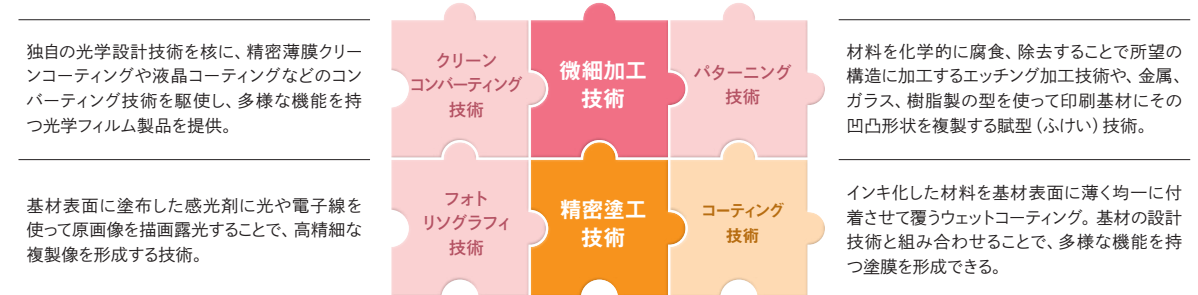 独自の光学設計技術を核に、精密薄膜クリー
ンコーティングや液晶コーティングなどのコン
バーティング技術を駆使し、多様な機能を持
つ光学フィルム製品を提供。
クリーン
コンバーティング
技術
微細加工
技術
パターニング
技術
材料を化学的に腐食、除去することで所望の
構造に加工するエッチング加工技術や、金属、
ガラス、樹脂製の型を使って印刷基材にその
凹凸形状を複製する賦型（ふけい）技術。
基材表面に塗布した感光剤に光や電子線を
使って原画像を描画露光することで、高精細な
複製像を形成する技術。
フォト
リソグラフィ
技術
精密塗工
技術
コーティング
技術
インキ化した材料を基材表面に薄く均一に付
着させて覆うウェットコーティング。基材の設計
技術と組み合わせることで、多様な機能を持
つ塗膜を形成できる。